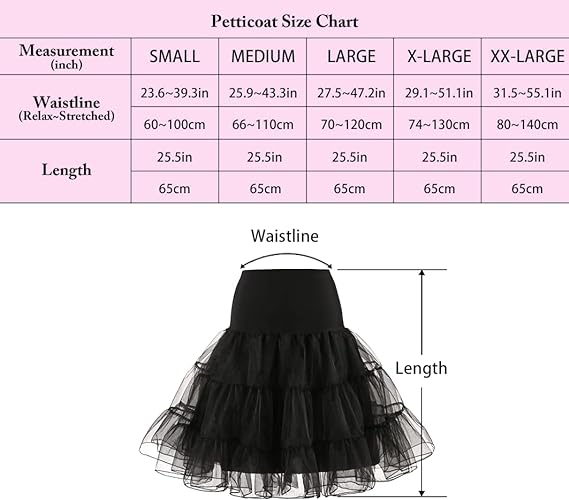 Petticoat Size Chart
Measurement (inch) SMALL MEDIUM LARGE X-LARGE XX-LARGE
Waistline (Relax~Stretched) 23.6~39.3in 25.9~43.3in 27.5~47.2in 29.1~51.1in 31.5~55.1in
60~100cm 66~110cm 70~120cm 74~130cm 80~140cm
Length 25.5in 25.5in 25.5in 25.5in 25.5in
65cm 65cm 65cm 65cm 65cm
Waistline
Length